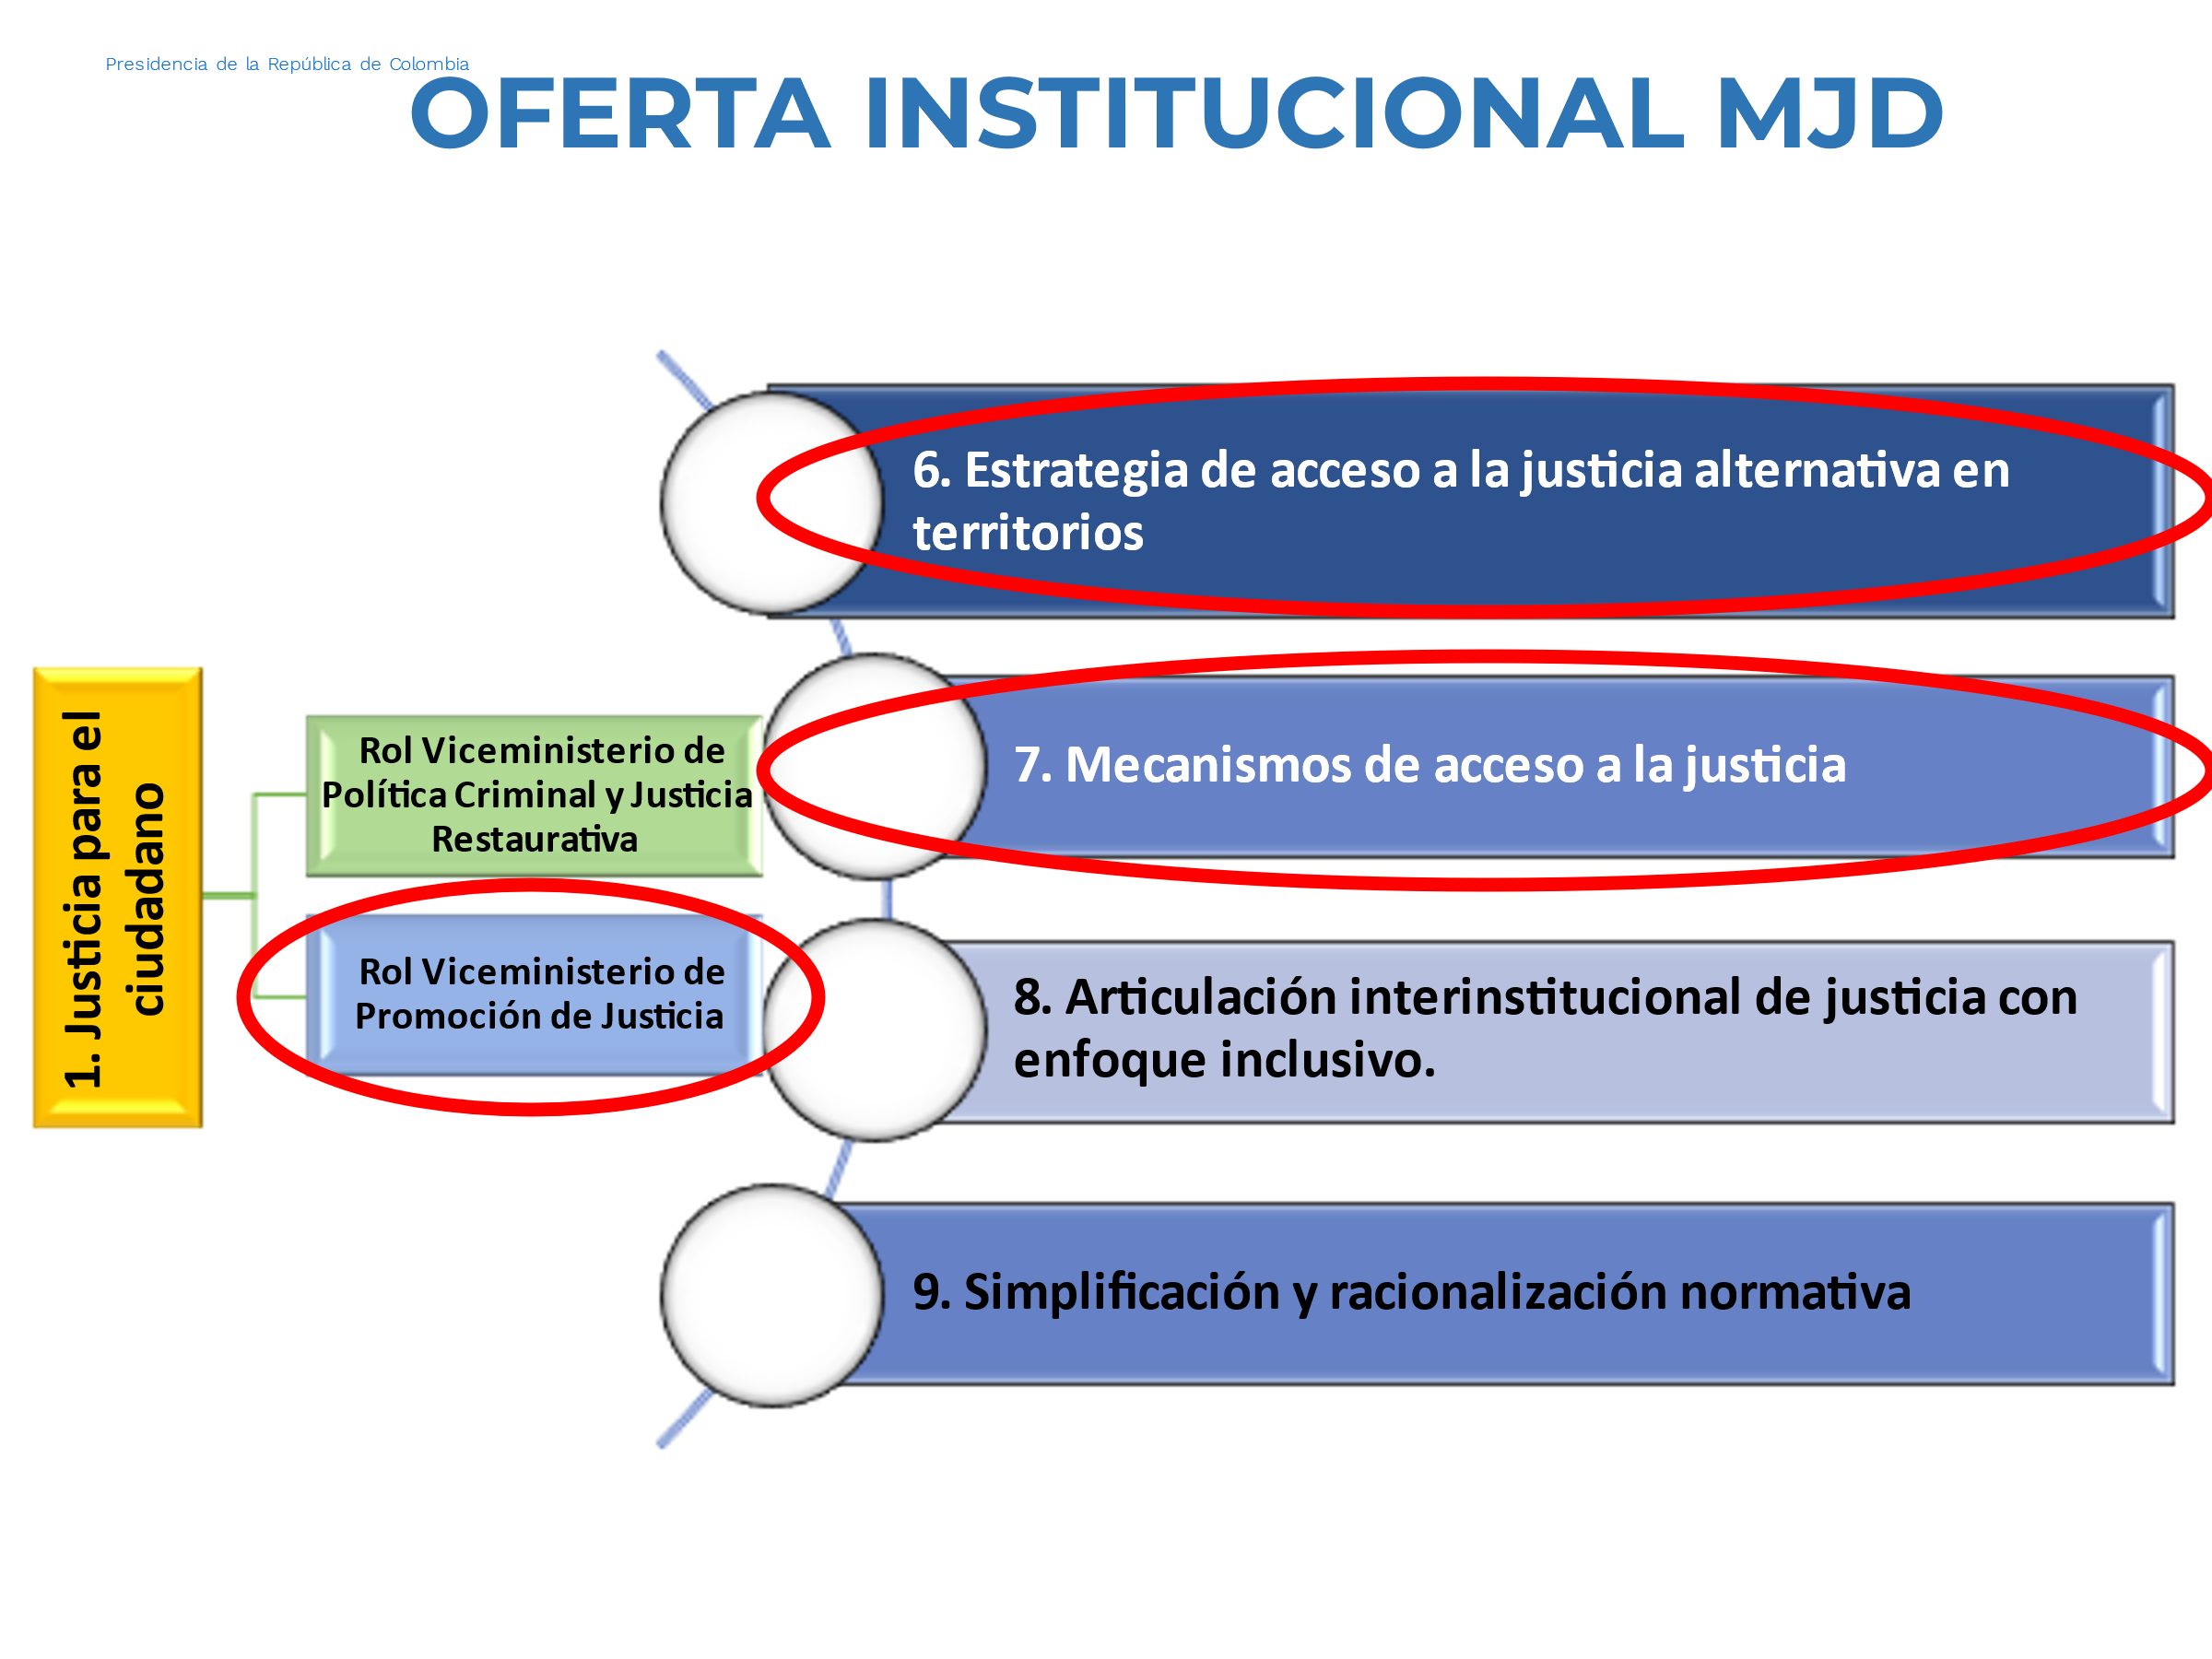 Presidencia de la República de Colombia
OFERTA INSTITUCIONAL MJD
6. Estrategia de acceso a la justicia alternativa en
territorios
1. Justicia para el
ciudadano
Rol Viceministerio de
Política Criminal y Justicia
Restaurativa
7. Mecanismos de acceso a la justicia
Rol Viceministerio de
Promoción de Justicia
8. Articulación interinstitucional de justicia con
enfoque inclusivo.
9. Simplificación y racionalización normativa